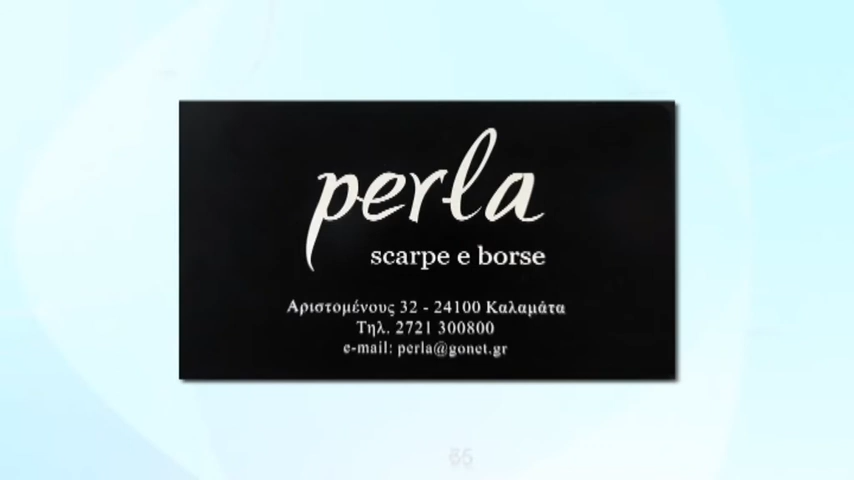 perla
scarpe e borse
Αριστομένους 32 - 24100 Καλαμάτα
Τηλ. 2721 300800
e-mail: perla@gonet.gr